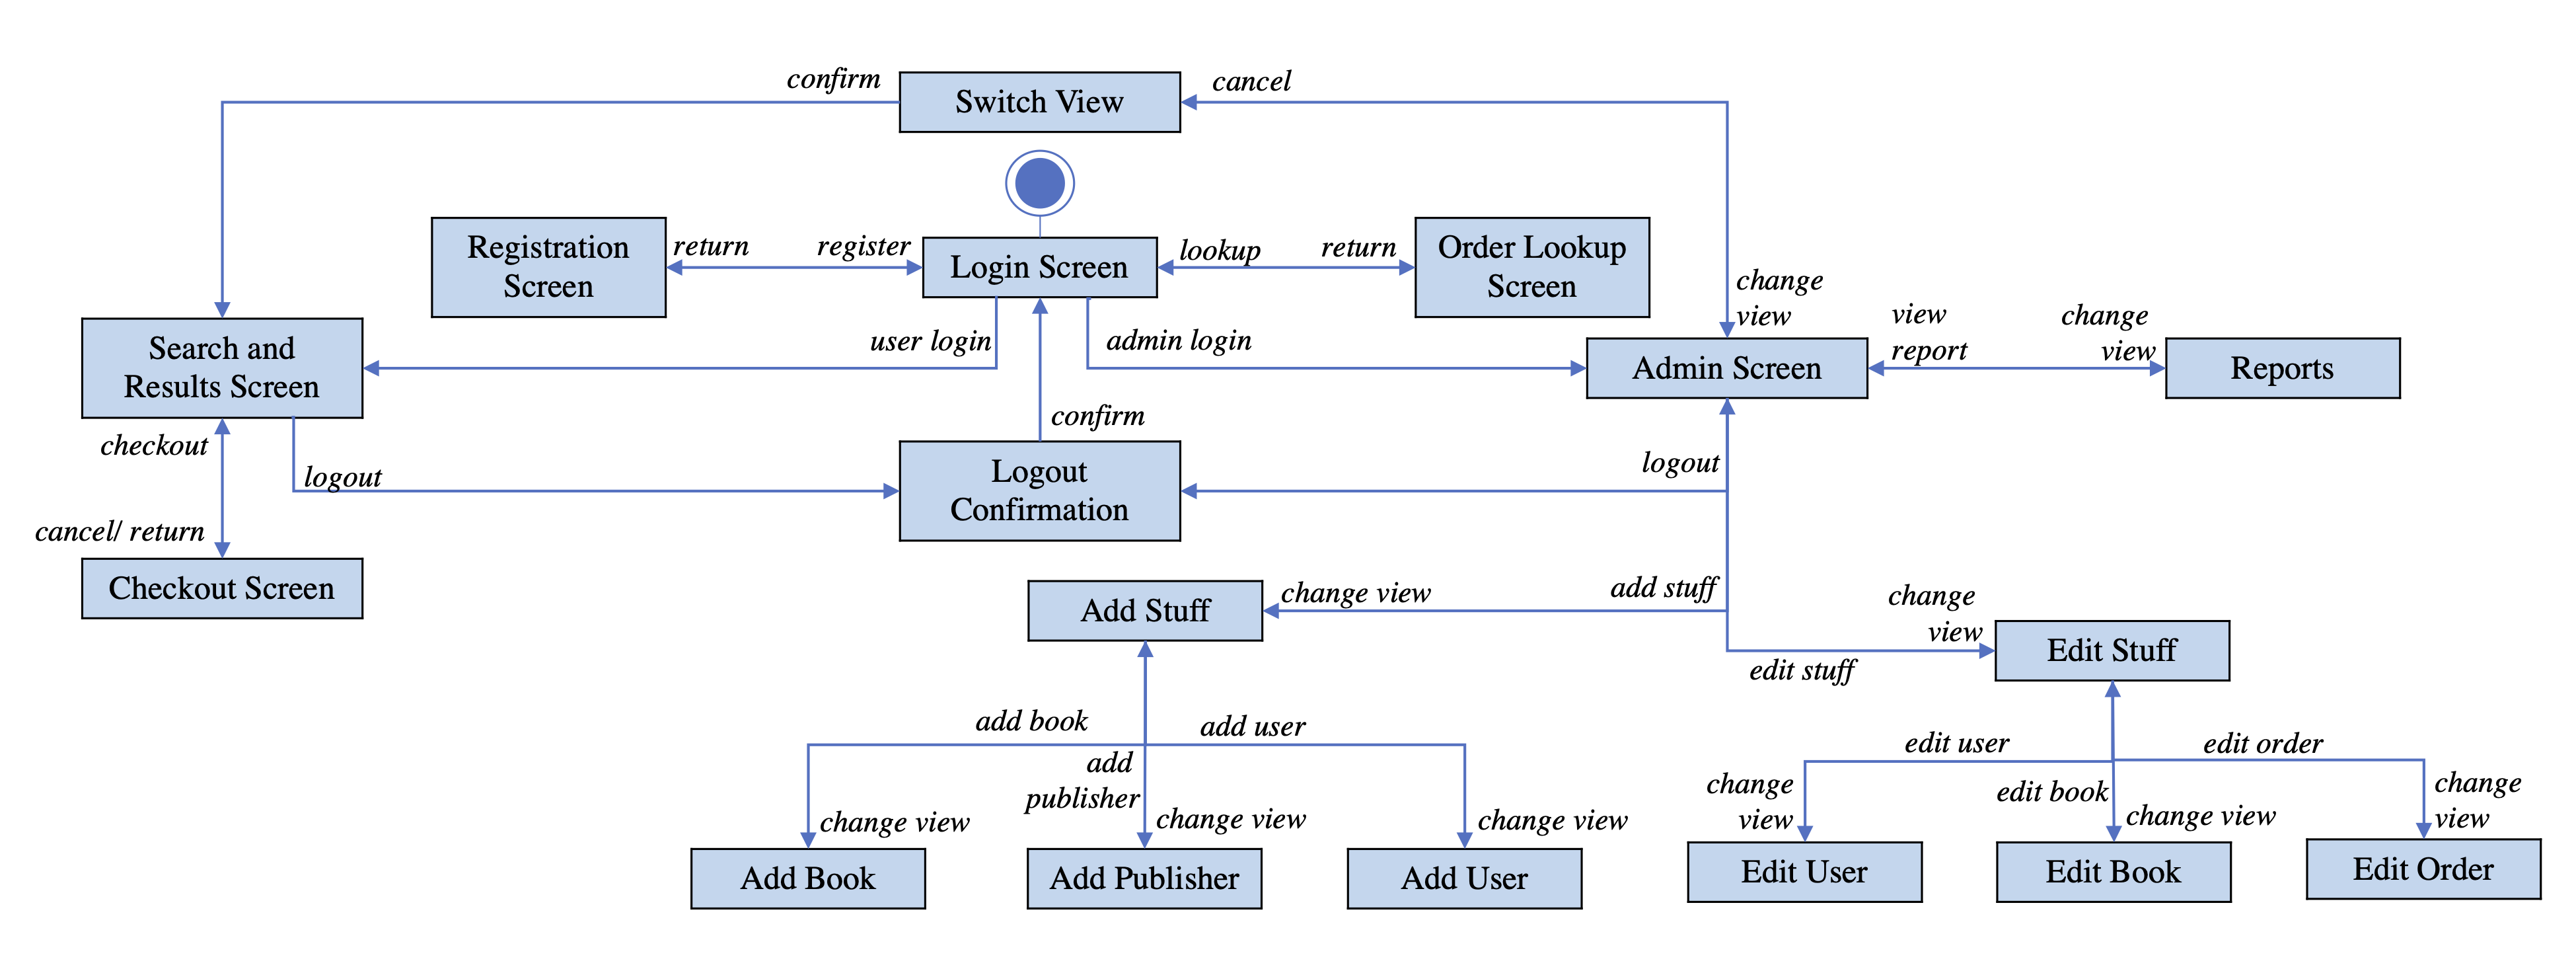 confirm
Switch View
cancel
Registration
Screen
return
register
Login Screen
lookup
return
Order Lookup
Screen
change
view
Search and
Results Screen
user login
admin login
Admin Screen
view
report
change
view
Reports
checkout
logout
confirm
Logout
Confirmation
logout
cancel/ return
Checkout Screen
Add Stuff
change view
add stuff
change
view
edit stuff
Edit Stuff
add book
add user
add
publisher
change view
change view
change view
Add Book
Add Publisher
Add User
edit user
edit order
change
view
edit book
change view
change
view
Edit User
Edit Book
Edit Order